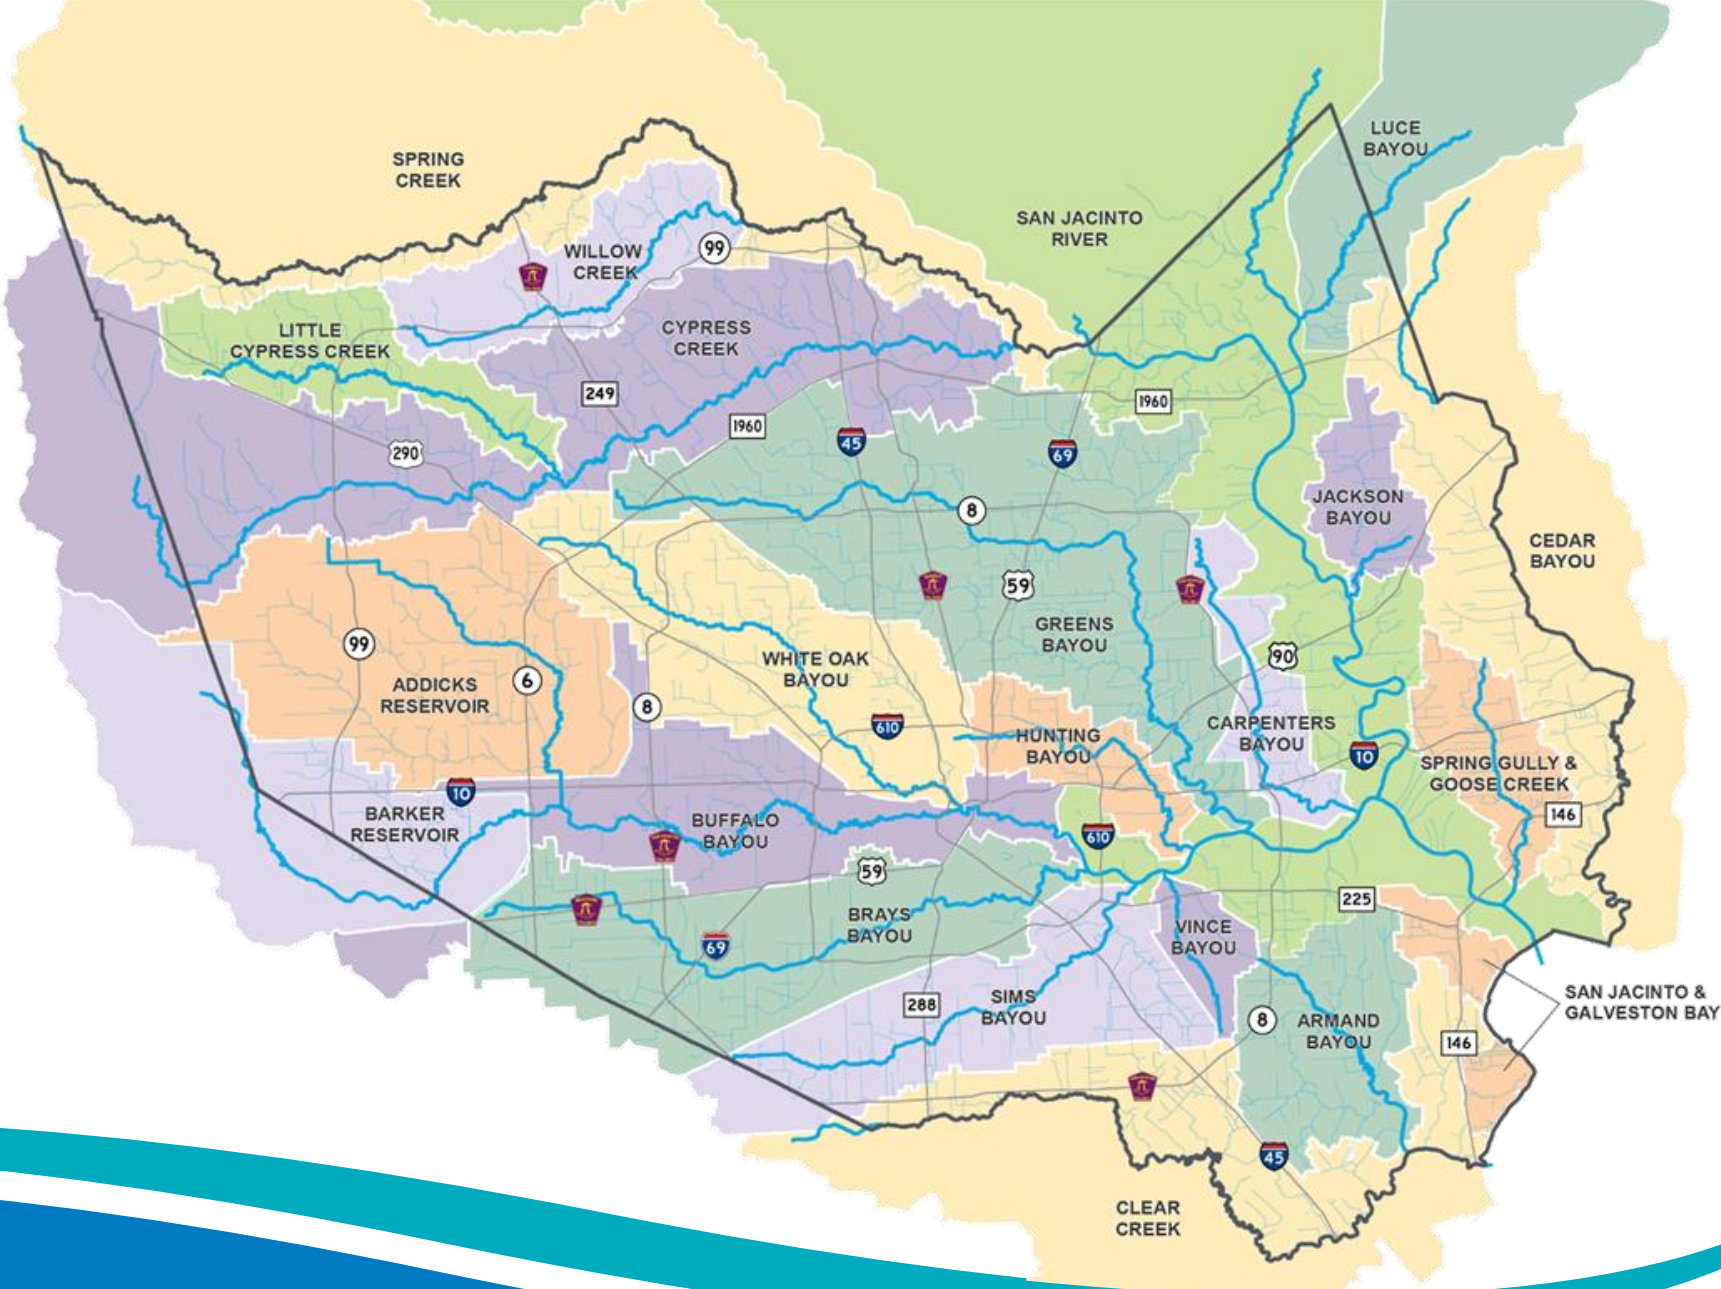 LUCE
BAYOU
SPRING
CREEK
SAN JACINTO
RIVER
WILLOW
CREEK
99
LITTLE
CYPRESS CREEK
CYPRESS
CREEK
249
1960
1960
290
45
69
JACKSON
BAYOU
8
CEDAR
BAYOU
59
GREENS
BAYOU
99
90
WHITE OAK
BAYOU
6
ADDICKS
RESERVOIR
8
610
HUNTING
BAYOU
CARPENTERS
BAYOU
10
SPRING GULLY &
GOOSE CREEK
10
146
BARKER
RESERVOIR
BUFFALO
BAYOU
610
59
225
BRAYS
BAYOU
VINCE
BAYOU
69
SAN JACINTO &
GALVESTON BAY
288
SIMS
BAYOU
8
ARMAND
BAYOU
146
45
CLEAR
CREEK